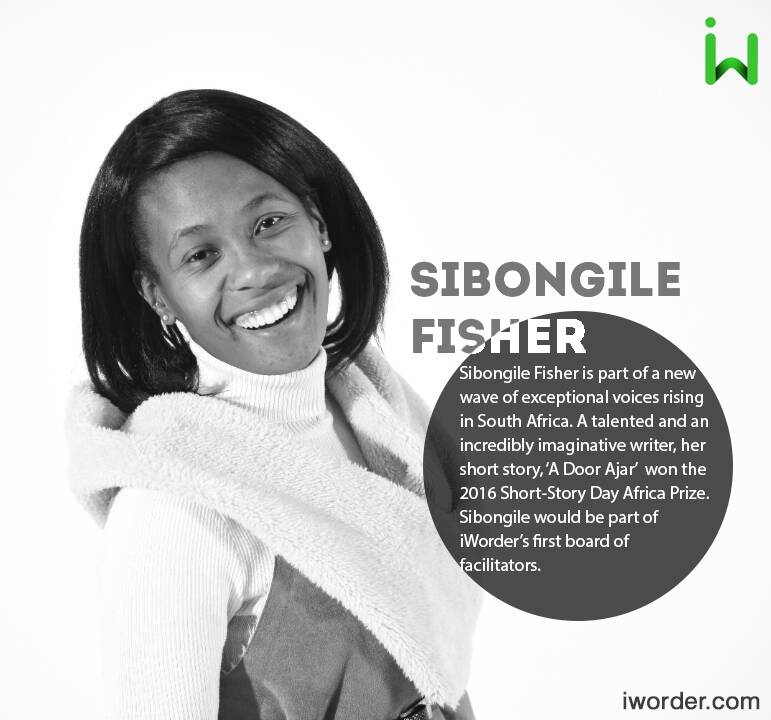 iw
SIBONGILE
FISHER
Sibongile Fisher is part of a new
wave of exceptional voices rising
in South Africa. A talented and an
incredibly imaginative writer, her
short story, ‘A Door Ajar’ won the
2016 Short-Story Day Africa Prize.
Sibongile would be part of
iWorder’s first board of
facilitators.
iworder.com